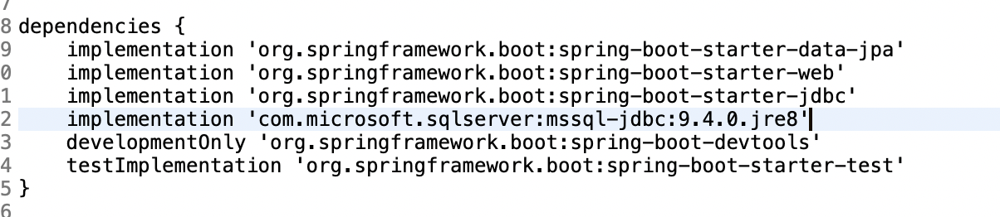 7
8 dependencies {
9     implementation 'org.springframework.boot:spring-boot-starter-data-jpa'
0     implementation 'org.springframework.boot:spring-boot-starter-web'
1     implementation 'org.springframework.boot:spring-boot-starter-jdbc'
2     implementation 'com.microsoft.sqlserver:mssql-jdbc:9.4.0.jre8'
3     developmentOnly 'org.springframework.boot:spring-boot-devtools'
4     testImplementation 'org.springframework.boot:spring-boot-starter-test'
5 }
6